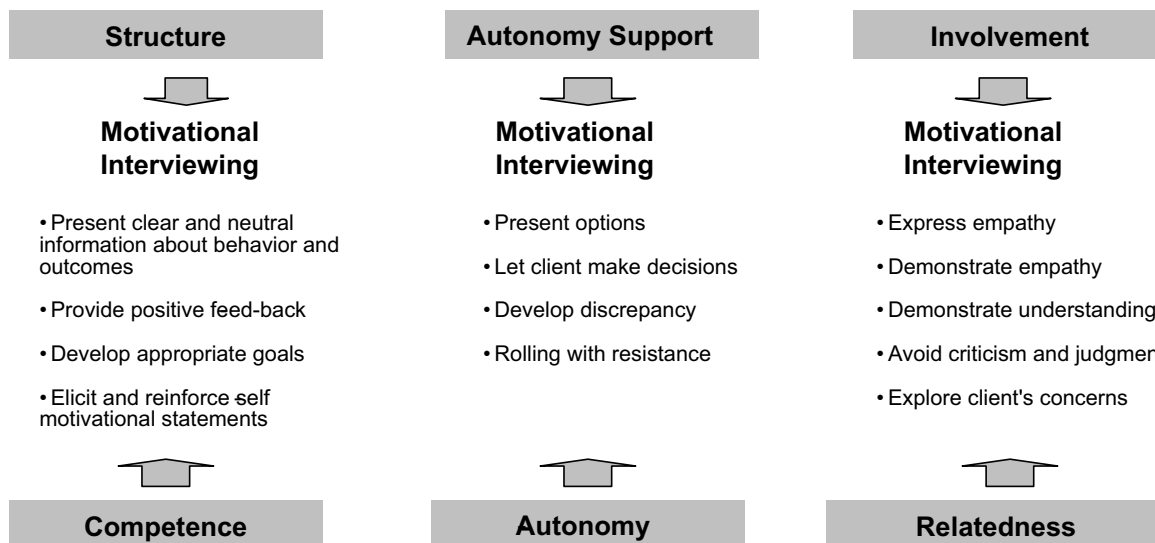 Structure
Motivational
Interviewing
• Present clear and neutral
information about behavior and
outcomes
• Provide positive feed-back
• Develop appropriate goals
• Elicit and reinforce self
motivational statements
Competence
Autonomy Support
Motivational
Interviewing
• Present options
• Let client make decisions
• Develop discrepancy
• Rolling with resistance
Autonomy
Involvement
Motivational
Interviewing
• Express empathy
• Demonstrate empathy
• Demonstrate understanding
• Avoid criticism and judgmen
• Explore client's concerns
Relatedness